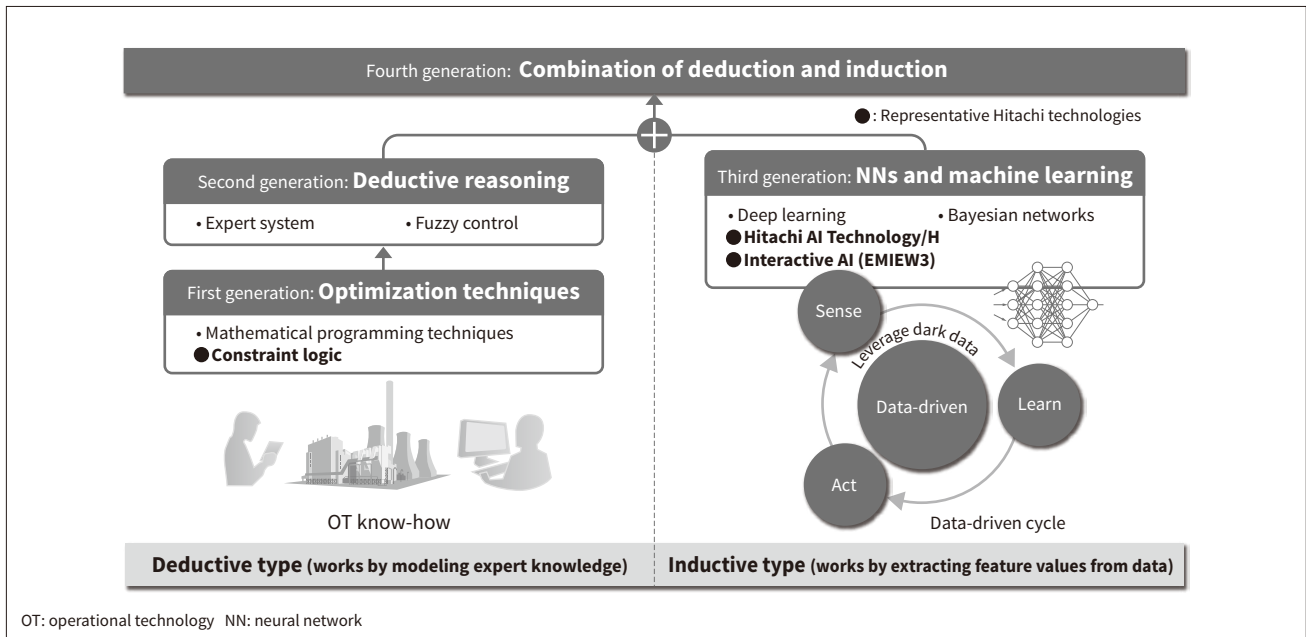 Fourth generation: Combination of deduction and induction
●: Representative Hitachi technologies
Second generation: Deductive reasoning
• Expert system • Fuzzy control
First generation: Optimization techniques
• Mathematical programming techniques
●Constraint logic
OT know-how
Deductive type (works by modeling expert knowledge)
Third generation: NNs and machine learning
• Deep learning • Bayesian networks
●Hitachi AI Technology/H
●Interactive AI (EMIEW3)
Sense
Leverage dark data
Data-driven
Learn
Act
Data-driven cycle
Inductive type (works by extracting feature values from data)
OT: operational technology NN: neural network